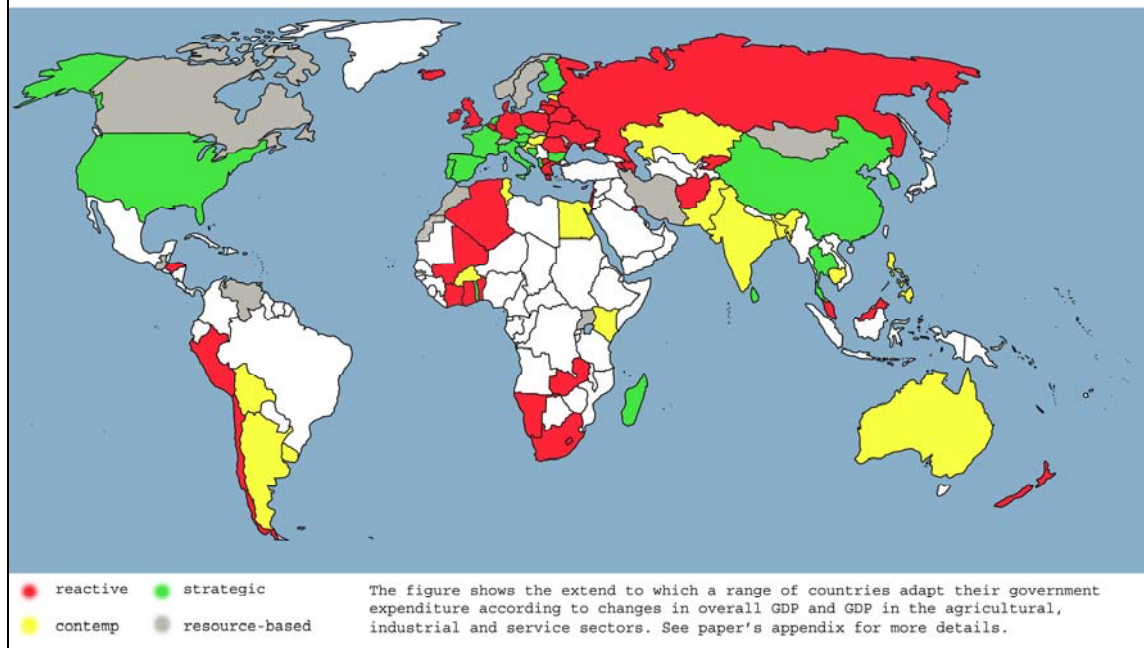 reactive
strategic
contemp
resource-based
The figure shows the extend to which a range of countries adapt their government
expenditure according to changes in overall GDP and GDP in the agricultural,
industrial and service sectors. See paper's appendix for more details.